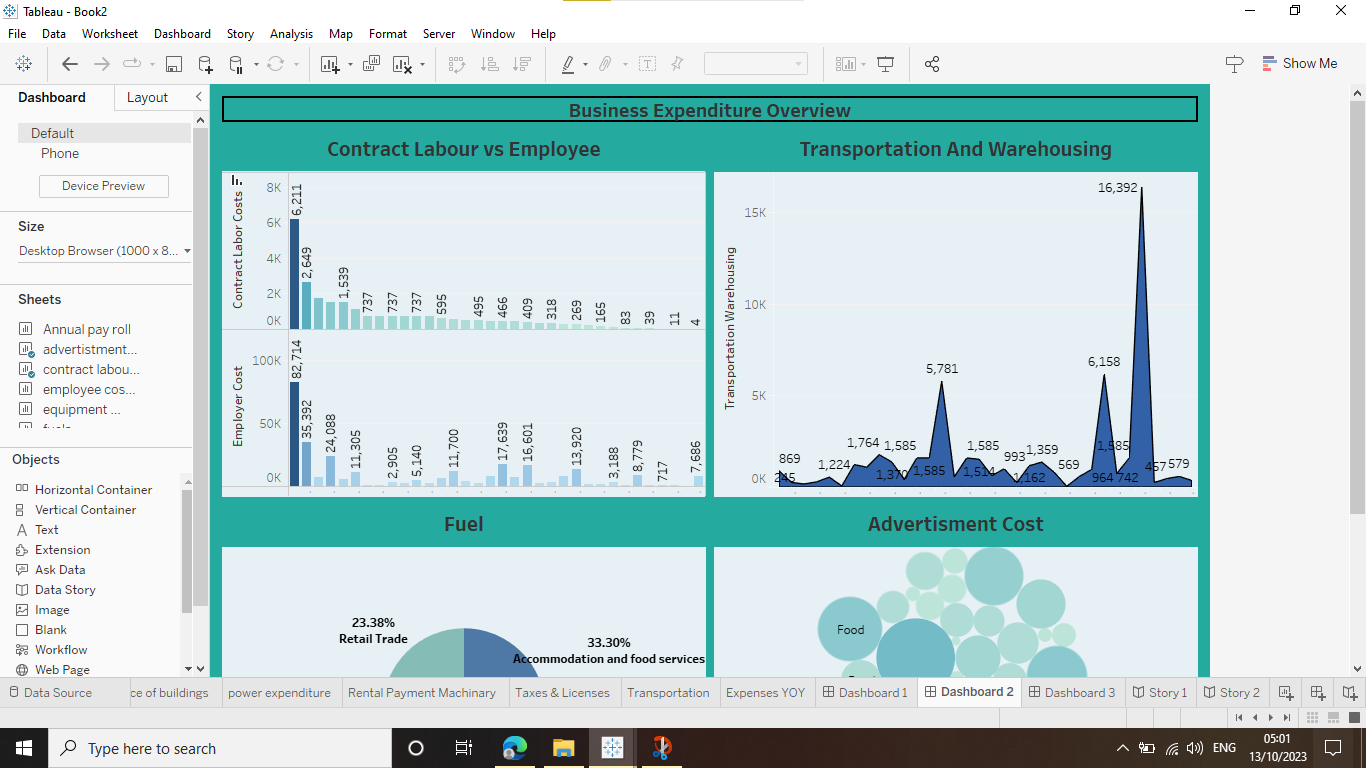 Tableau - Book2
File Data Worksheet Dashboard Story Analysis Map Format Server Window Help
Show Me
Dashboard Layout
Default
Phone
Device Preview
Size
Desktop Browser (1000 x 8...
Sheets
Annual pay roll
advertistment...
contract labou...
employee cos...
equipment ...
Objects
Horizontal Container
Vertical Container
Text
Extension
Ask Data
Data Story
Image
Blank
Workflow
Web Page
Business Expenditure Overview
Contract Labour vs Employee
Contract Labor Costs
8K
6K
4K
2K
0K
6,211 2,649 1,539 737 737 737 595 495 466 409 318 269 165 83 39 11 4
Employer Cost
100K
50K
0K
82,714 35,392 24,088 11,305 2,905 5,140 11,700 17,639 16,601 13,920 3,188 8,779 717 7,686
Transportation And Warehousing
Transportation Warehousing
15K
10K
5K
0K
16,392
6,158
5,781
869 1,224 1,764 1,585 1,585 993 1,359 569 1,585 457 579
245 1,370 1,585 1,514 1,162 964 742
Fuel
23.38%
Retail Trade
33.30%
Accommodation and food services
Advertisment Cost
Food
Data Source ce of buildings power expenditure Rental Payment Machinary Taxes & Licenses Transportation Expenses YOY Dashboard 1 Dashboard 2 Dashboard 3 Story 1 Story 2
Type here to search
ENG
05:01
13/10/2023